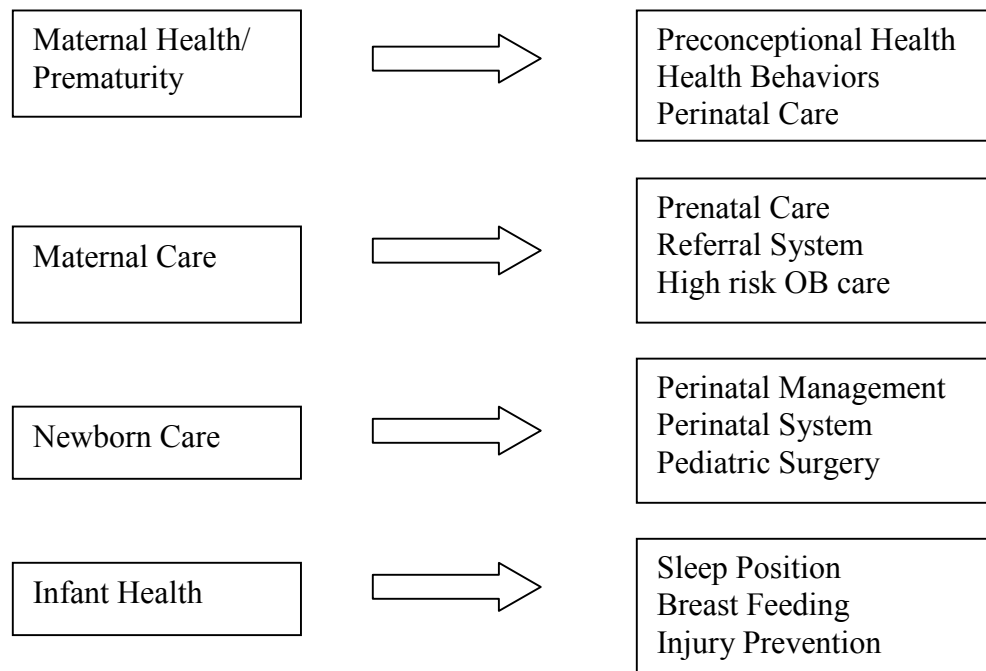 Maternal Health/
Prematurity
Preconceptional Health
Health Behaviors
Perinatal Care
Maternal Care
Prenatal Care
Referral System
High risk OB care
Newborn Care
Perinatal Management
Perinatal System
Pediatric Surgery
Infant Health
Sleep Position
Breast Feeding
Injury Prevention